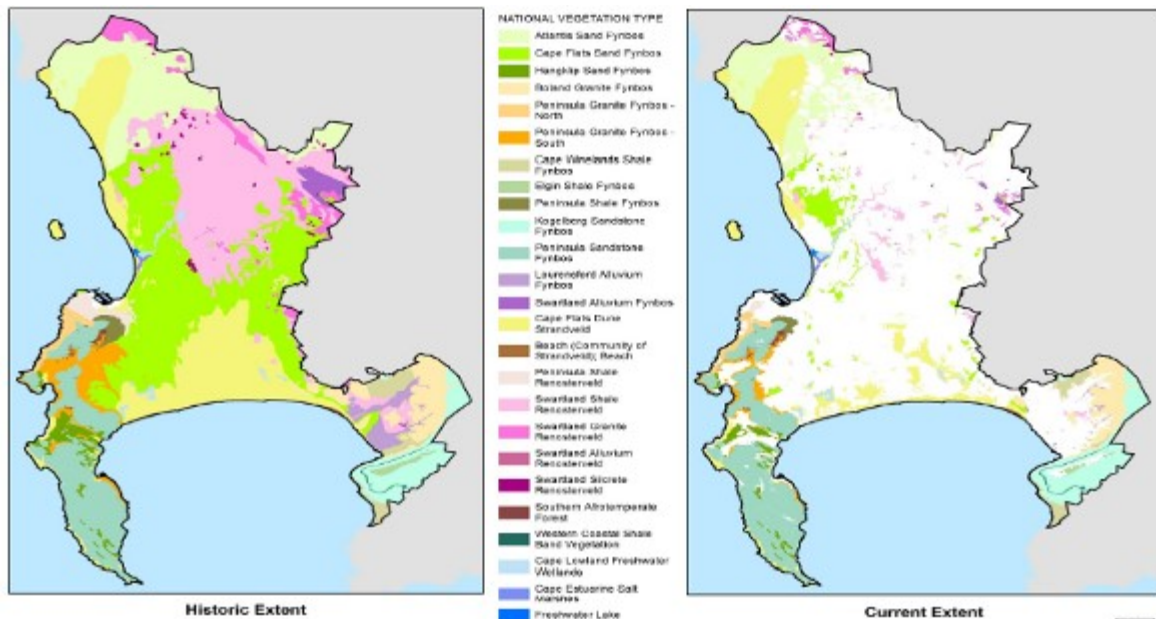 NATIONAL VEGETATION TYPE
Atlantis Sand Fynbos
Cape Flats Sand Fynbos
Hangklip Sand Fynbos
Boland Granite Fynbos
Peninsula Granite Fynbos -
North
Peninsula Granite Fynbos -
South
Cape Winelands Shale
Fynbos
Elgin Shale Fynbos
Peninsula Shale Fynbos
Kogelberg Sandstone
Fynbos
Peninsula Sandstone
Fynbos
Lourensford Alluvium
Fynbos
Swartland Alluvium Fynbos
Cape Flats Dune
Strandveld
Beach (Community of
Strandveld); Beach
Peninsula Shale
Renosterveld
Swartland Shale
Renosterveld
Swartland Granite
Renosterveld
Swartland Alluvium
Renosterveld
Swartland Silcrete
Renosterveld
Southern Afrotemperate
Forest
Western Coastal Shale
Band Vegetation
Cape Lowland Freshwater
Wetlands
Cape Estuarine Salt
Marshes
Freshwater Lake
Historic Extent
Current Extent